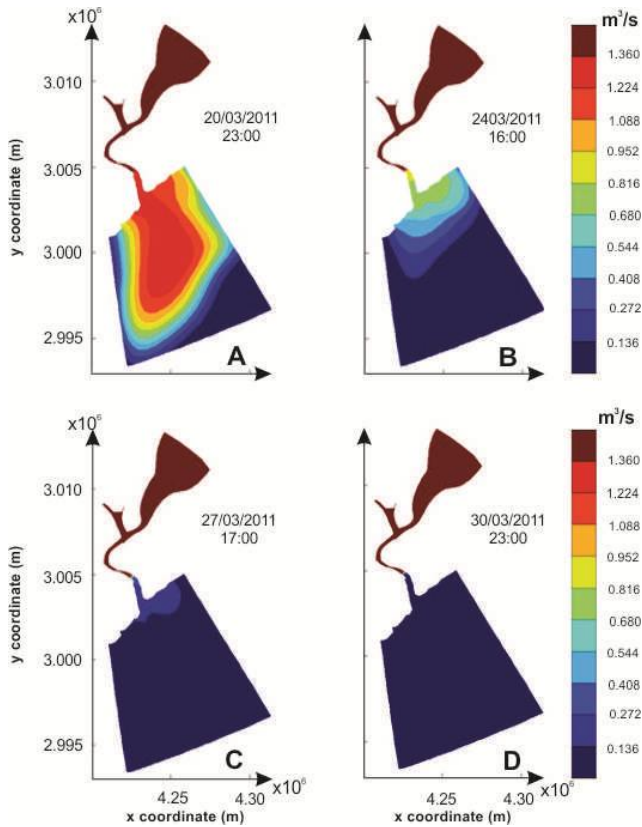 x10⁶
m³/s
3.010
20/03/2011
23:00
2403/2011
16:00
1.360
1.224
1.088
0.952
0.816
0.680
0.544
0.408
0.272
0.136
3.005
3.000
2.995
y coordinate (m)
A
B
x10⁶
m³/s
3.010
27/03/2011
17:00
30/03/2011
23:00
1.360
1.224
1.088
0.952
0.816
0.680
0.544
0.408
0.272
0.136
3.005
3.000
2.995
y coordinate (m)
C
D
x10⁶
4.25
4.30
x coordinate (m)
x10⁶
4.25
4.30
x coordinate (m)